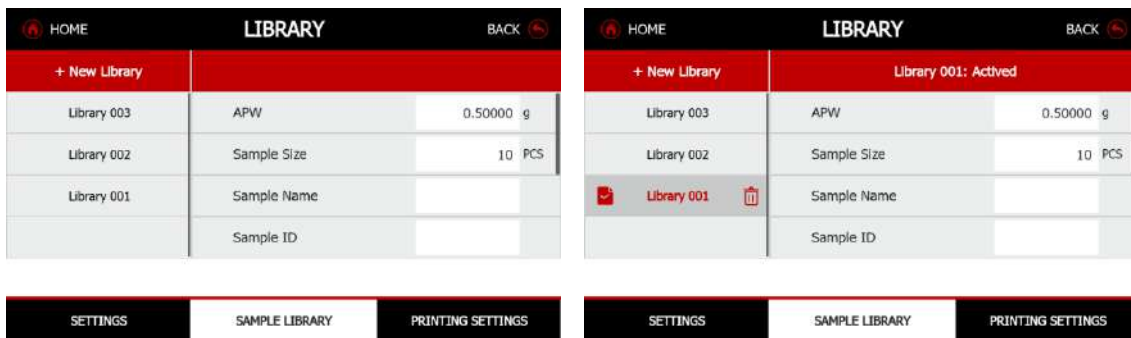 HOME LIBRARY BACK
+ New Library
Library 003 APW 0.50000 g
Library 002 Sample Size 10 PCS
Library 001 Sample Name
Sample ID
SETTINGS SAMPLE LIBRARY PRINTING SETTINGS
HOME LIBRARY BACK
+ New Library Library 001: Actived
Library 003 APW 0.50000 g
Library 002 Sample Size 10 PCS
Library 001 Sample Name
Sample ID
SETTINGS SAMPLE LIBRARY PRINTING SETTINGS